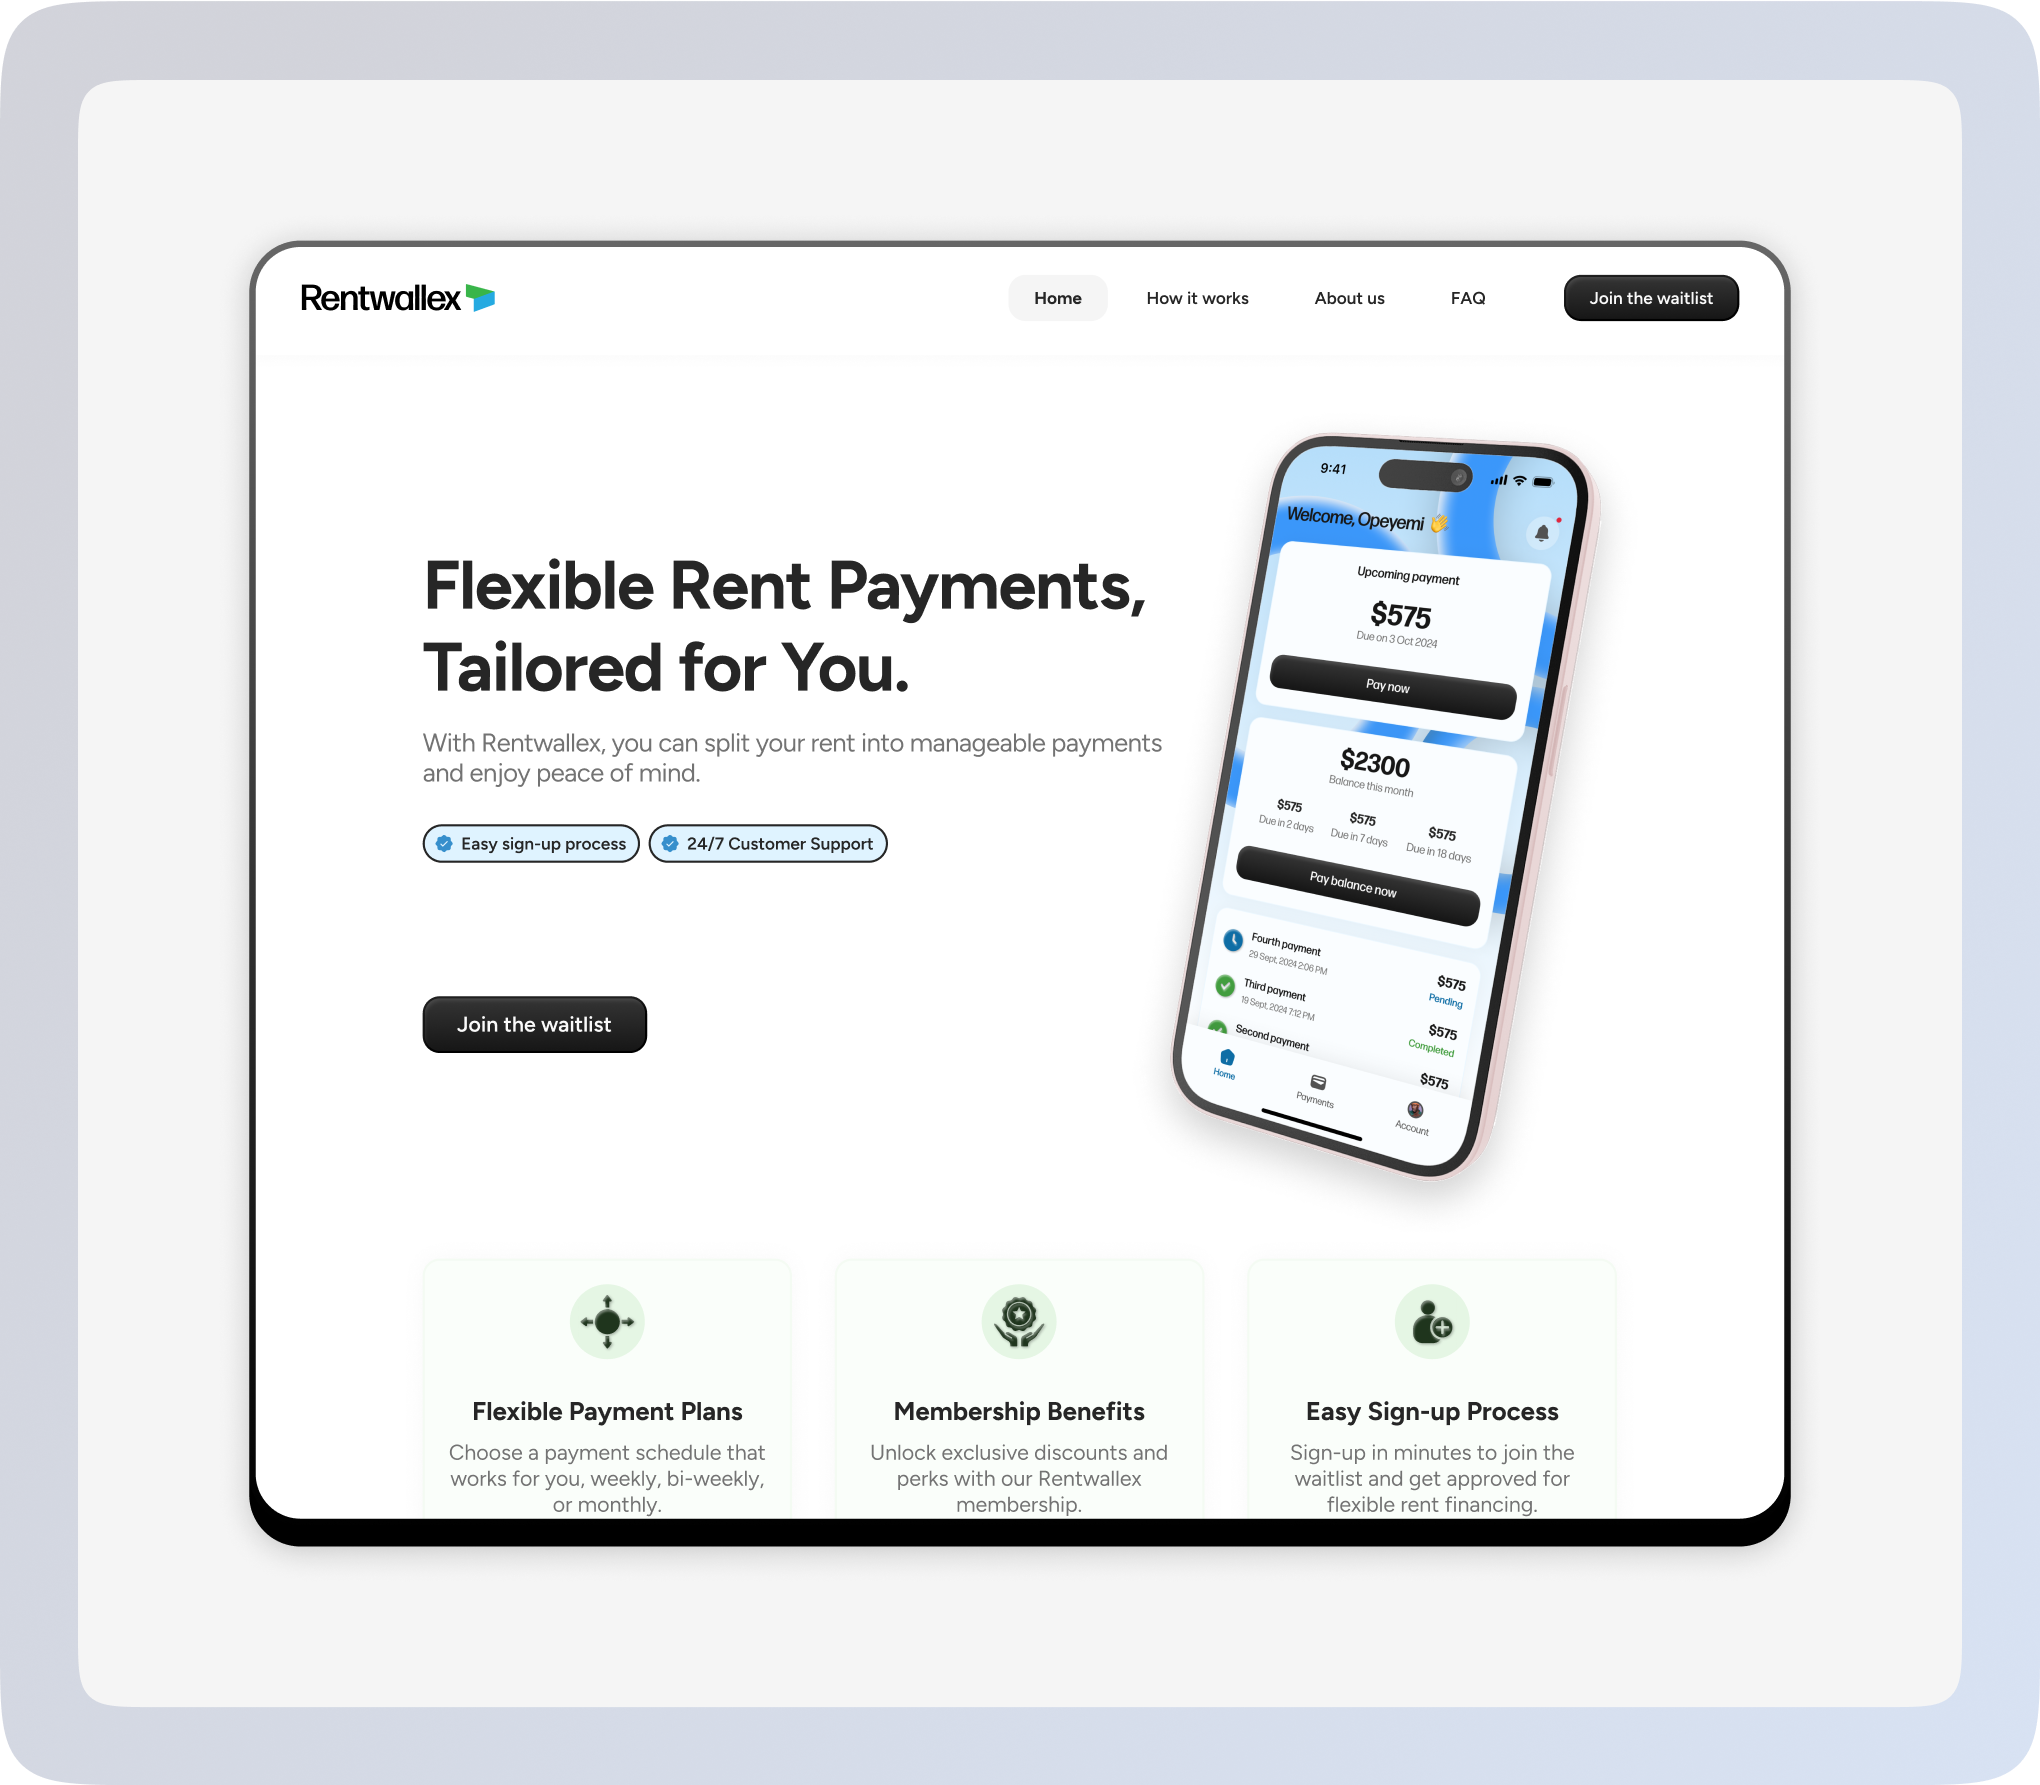 Rentwallex
Home
How it works
About us
FAQ
Join the waitlist
Flexible Rent Payments,
Tailored for You.
With Rentwallex, you can split your rent into manageable payments
and enjoy peace of mind.
Easy sign-up process
24/7 Customer Support
Join the waitlist
9:41
Welcome, Opeyemi 👋
Upcoming payment
$575
Due on 3 Oct 2024
Pay now
$2300
Balance this month
$575
Due in 2 days
$575
Due in 7 days
$575
Due in 18 days
Pay balance now
Fourth payment
29 Sept, 2024 2:06 PM
$575
Pending
Third payment
19 Sept, 2024 7:12 PM
$575
Completed
Second payment
$575
Home
Payments
Account
Flexible Payment Plans
Choose a payment schedule that
works for you, weekly, bi-weekly,
or monthly.
Membership Benefits
Unlock exclusive discounts and
perks with our Rentwallex
membership.
Easy Sign-up Process
Sign-up in minutes to join the
waitlist and get approved for
flexible rent financing.